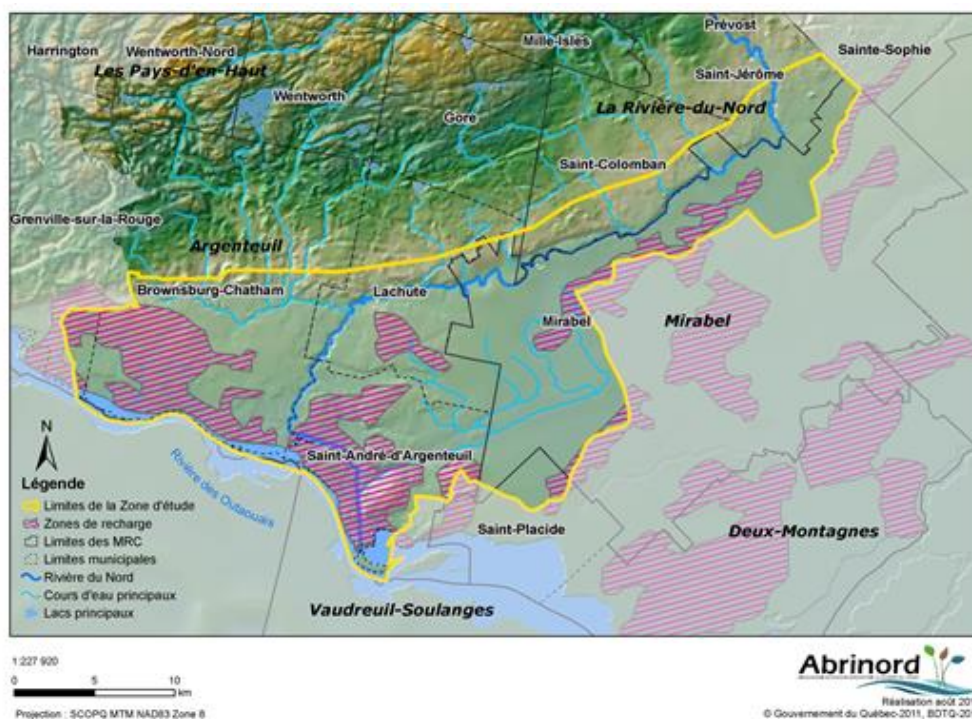 Prévost
Harrington
Wentworth-Nord
Mille-Isles
Sainte-Sophie
Les Pays-d'en-Haut
Saint-Jérôme
Wentworth
La Rivière-du-Nord
Gore
Saint-Colomban
Grenville-sur-la-Rouge
Argenteuil
Brownsburg-Chatham
Lachute
Mirabel
Mirabel
N
Saint-André-d'Argenteuil
Rivière des Outaouais
Légende
Limites de la Zone d'étude
Zones de recharge
Limites des MRC
Limites municipales
Rivière du Nord
Cours d'eau principaux
Lacs principaux
Saint-Placide
Deux-Montagnes
Vaudreuil-Soulanges
1:227 920
0 5 10
km
Projection : SCOPQ MTM NAD83 Zone 8
Abrinord
Réalisation août
© Gouvernement du Québec-2011,